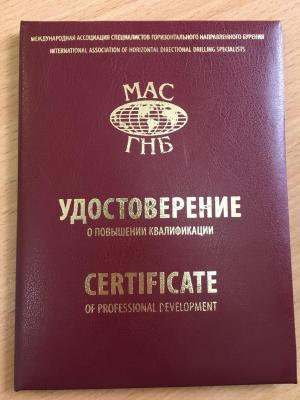 МЕЖДУНАРОДНАЯ АССОЦИАЦИЯ СПЕЦИАЛИСТОВ ГОРИЗОНТАЛЬНОГО НАПРАВЛЕННОГО БУРЕНИЯ
INTERNATIONAL ASSOCIATION OF HORIZONTAL DIRECTIONAL DRILLING SPECIALISTS
МАС
ГНБ
УДОСТОВЕРЕНИЕ
О ПОВЫШЕНИИ КВАЛИФИКАЦИИ
CERTIFICATE
OF PROFESSIONAL DEVELOPMENT